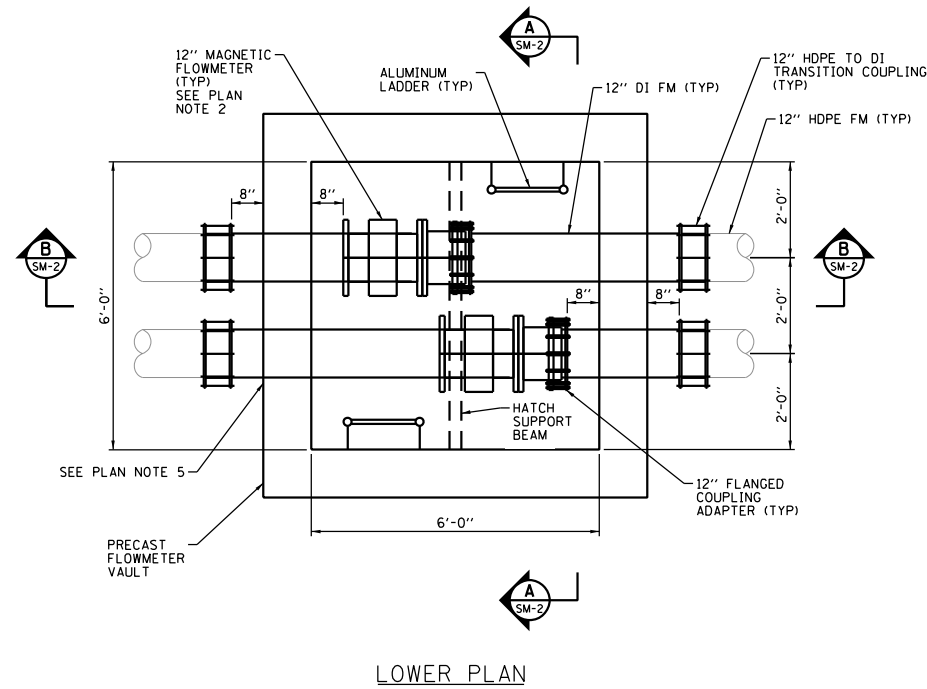 A
SM-2
12" MAGNETIC
FLOWMETER
(TYP)
SEE PLAN
NOTE 2
ALUMINUM
LADDER (TYP)
12" DI FM (TYP)
12" HDPE TO DI
TRANSITION COUPLING
(TYP)
12" HDPE FM (TYP)
8"
8"
2'-0"
B
SM-2
B
SM-2
6'-0"
8"
8"
2'-0"
2'-0"
HATCH
SUPPORT
BEAM
SEE PLAN NOTE 5
12" FLANGED
COUPLING
ADAPTER (TYP)
6'-0"
PRECAST
FLOWMETER
VAULT
A
SM-2
LOWER PLAN